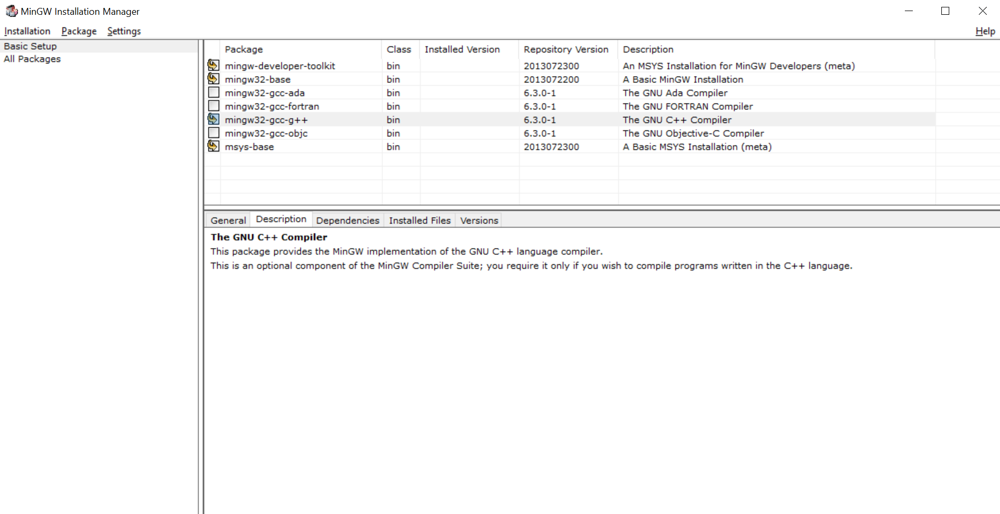 MinGW Installation Manager
Installation Package Settings Help
Basic Setup
All Packages
Package Class Installed Version Repository Version Description
mingw-developer-toolkit bin 2013072300 An MSYS Installation for MinGW Developers (meta)
mingw32-base bin 2013072200 A Basic MinGW Installation
mingw32-gcc-ada bin 6.3.0-1 The GNU Ada Compiler
mingw32-gcc-fortran bin 6.3.0-1 The GNU FORTRAN Compiler
mingw32-gcc-g++ bin 6.3.0-1 The GNU C++ Compiler
mingw32-gcc-objc bin 6.3.0-1 The GNU Objective-C Compiler
msys-base bin 2013072300 A Basic MSYS Installation (meta)
General Description Dependencies Installed Files Versions
The GNU C++ Compiler
This package provides the MinGW implementation of the GNU C++ language compiler.
This is an optional component of the MinGW Compiler Suite; you require it only if you wish to compile programs written in the C++ language.